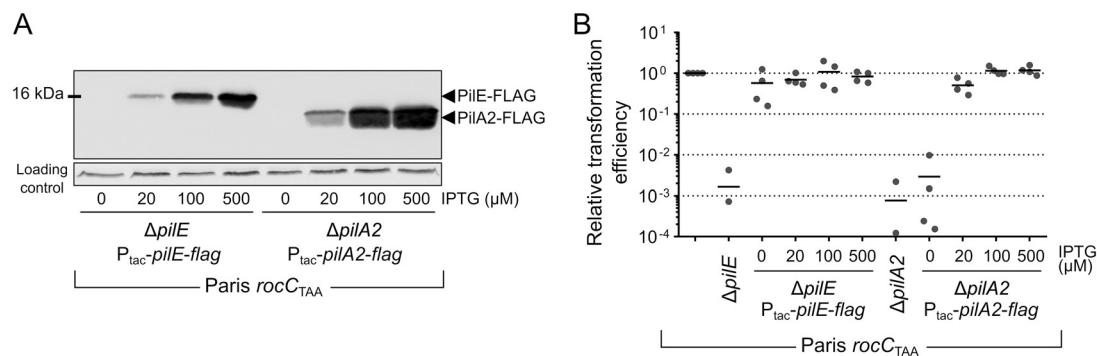 A
16 kDa
PilE-FLAG
PilA2-FLAG
Loading
control
0 20 100 500 0 20 100 500 IPTG (µM)
ΔpilE ΔpilA2
Ptac-pilE-flag Ptac-pilA2-flag
Paris rocCTAA
B
Relative transformation
efficiency
10¹
10⁰
10⁻¹
10⁻²
10⁻³
10⁻⁴
ΔpilE
0 20 100 500
ΔpilE
Ptac-pilE-flag
ΔpilA2
0 20 100 500
ΔpilA2
Ptac-pilA2-flag
IPTG
(µM)
Paris rocCTAA